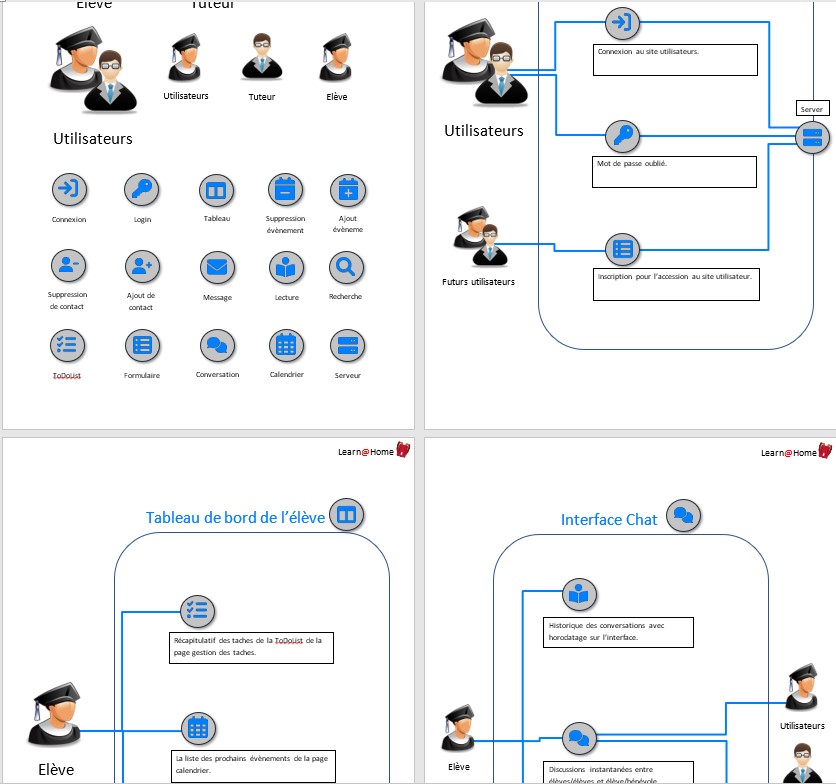 Elève
Tuteur
Utilisateurs
Tuteur
Elève
Utilisateurs
Connexion
Login
Tableau
Suppression
évènement
Ajout
évèneme
Suppression
de contact
Ajout de
contact
Message
Lecture
Recherche
ToDoList
Formulaire
Conversation
Calendrier
Serveur
Connexion au site utilisateurs.
Utilisateurs
Server
Mot de passe oublié.
Inscription pour l'accession au site utilisateur.
Futurs utilisateurs
Learn@Home
Tableau de bord de l'élève
Récapitulatif des taches de la ToDoList de la
page gestion des taches.
La liste des prochains évènements de la page
calendrier.
Elève
Learn@Home
Interface Chat
Historique des conversations avec
horodatage sur l'interface.
Utilisateurs
Elève
Discussions instantanées entre
élèves/élèves et élève/bénévole